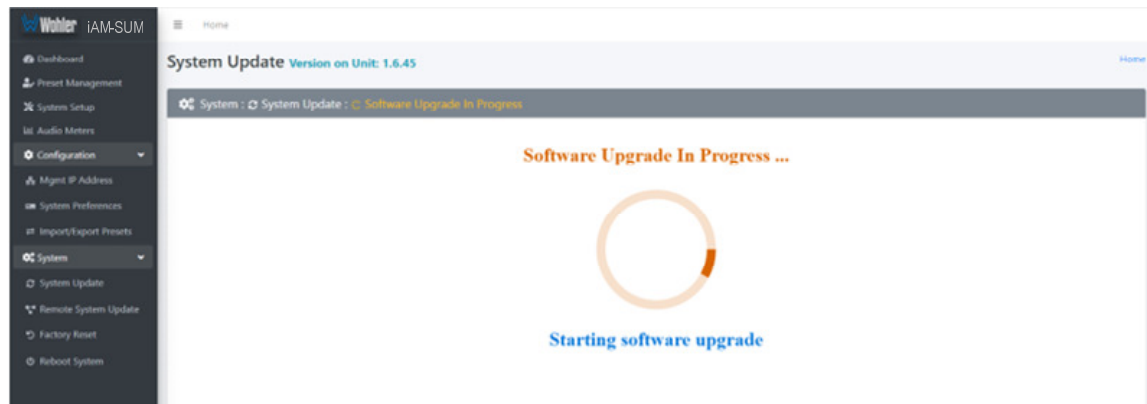 Wohler iAM-SUM
Home
Dashboard
Preset Management
System Setup
Audio Meters
Configuration
Mgmt IP Address
System Preferences
Import/Export Presets
System
System Update
Remote System Update
Factory Reset
Reboot System
System Update Version on Unit: 1.6.45
Home
System : System Update : Software Upgrade In Progress
Software Upgrade In Progress ...
Starting software upgrade